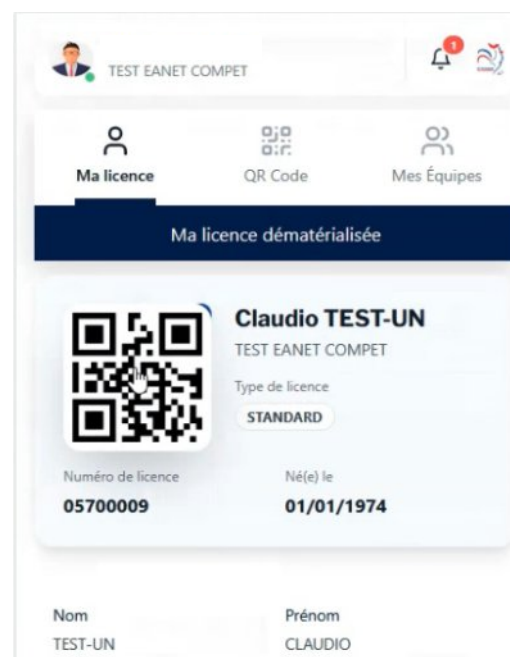 TEST EANET COMPET
1
Ma licence
QR Code
Mes Équipes
Ma licence dématérialisée
Claudio TEST-UN
TEST EANET COMPET
Type de licence
STANDARD
Numéro de licence
Né(e) le
05700009
01/01/1974
Nom
Prénom
TEST-UN
CLAUDIO